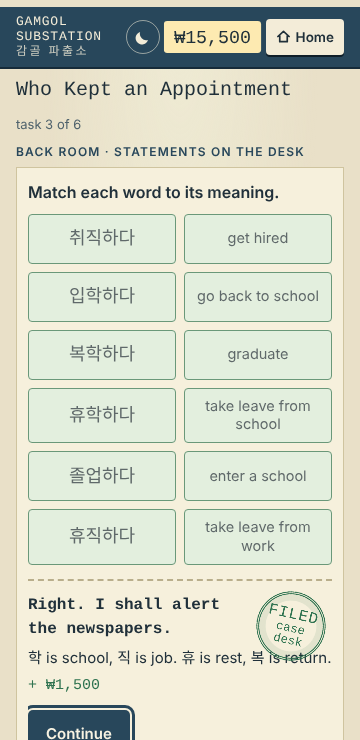 GAMGOL
SUBSTATION
감골 파출소
₩15,500
Home
Who Kept an Appointment
task 3 of 6
BACK ROOM · STATEMENTS ON THE DESK
Match each word to its meaning.
취직하다
get hired
입학하다
go back to school
복학하다
graduate
휴학하다
take leave from
school
졸업하다
enter a school
휴직하다
take leave from
work
Right. I shall alert
the newspapers.
FILED
case
desk
학 is school, 직 is job. 휴 is rest, 복 is return.
+ ₩1,500
Continue